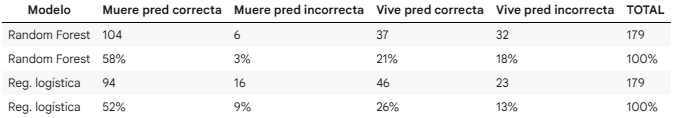 Modelo Muere pred correcta Muere pred incorrecta Vive pred correcta Vive pred incorrecta TOTAL
Random Forest 104 6 37 32 179
Random Forest 58% 3% 21% 18% 100%
Reg. logística 94 16 46 23 179
Reg. logística 52% 9% 26% 13% 100%